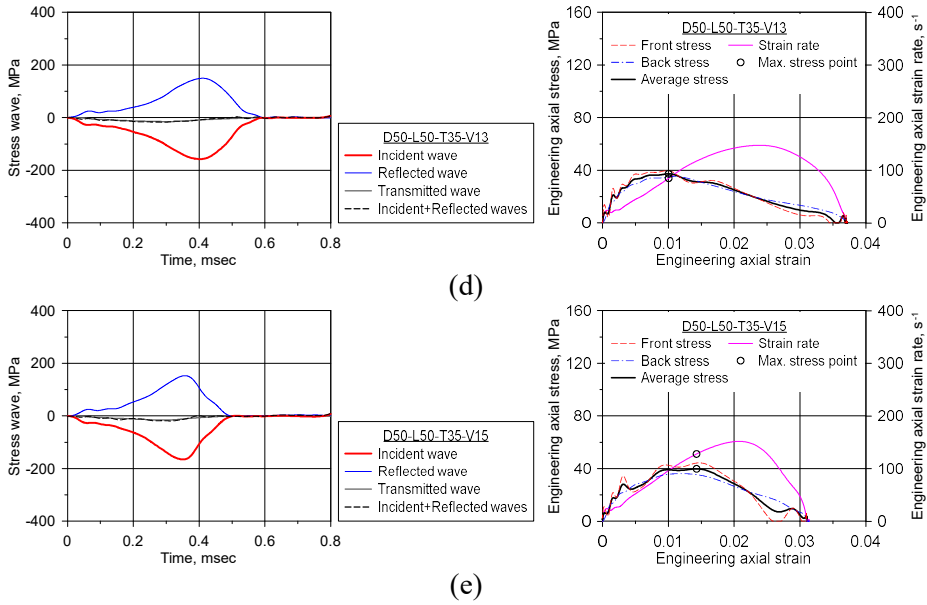 400
200
0
-200
-400
Stress wave, MPa
0 0.2 0.4 0.6 0.8
Time, msec
D50-L50-T35-V13
Incident wave
Reflected wave
Transmitted wave
Incident+Reflected waves
160
120
80
40
0
Engineering axial stress, MPa
D50-L50-T35-V13
Front stress Strain rate
Back stress Max. stress point
Average stress
400
300
200
100
0
Engineering axial strain rate, s-1
0 0.01 0.02 0.03 0.04
Engineering axial strain
(d)
400
200
0
-200
-400
Stress wave, MPa
0 0.2 0.4 0.6 0.8
Time, msec
D50-L50-T35-V15
Incident wave
Reflected wave
Transmitted wave
Incident+Reflected waves
160
120
80
40
0
Engineering axial stress, MPa
D50-L50-T35-V15
Front stress Strain rate
Back stress Max. stress point
Average stress
400
300
200
100
0
Engineering axial strain rate, s-1
0 0.01 0.02 0.03 0.04
Engineering axial strain
(e)